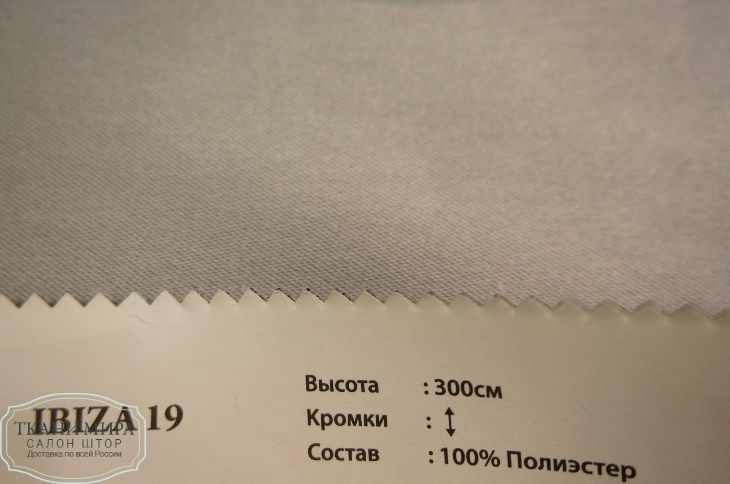 Высота : 300см
Кромки : ↕
Состав : 100% Полиэстер
IBIZA 19
ТКАНИ МИРА
САЛОН ШТОР
Доставка по всей России